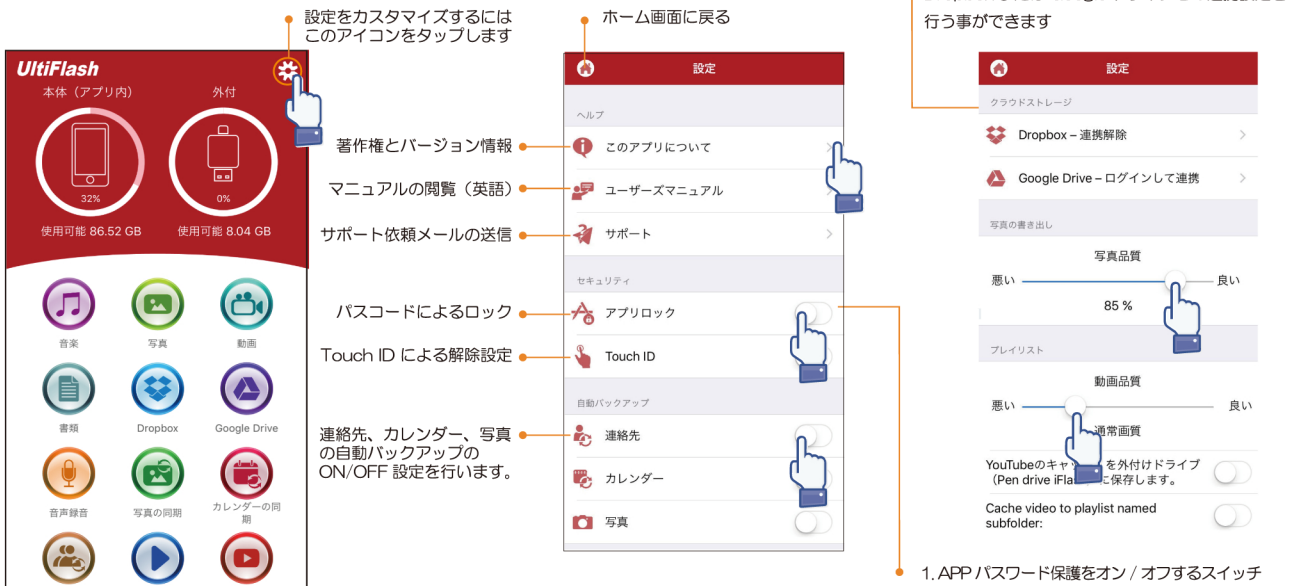 設定をカスタマイズするには
このアイコンをタップします
UltiFlash
本体（アプリ内）
外付
32%
0%
使用可能 86.52 GB
使用可能 8.04 GB
音楽
写真
動画
書類
Dropbox
Google Drive
音声録音
写真の同期
カレンダーの同
期
ホーム画面に戻る
設定
ヘルプ
著作権とバージョン情報
このアプリについて
マニュアルの閲覧（英語）
ユーザーズマニュアル
サポート依頼メールの送信
サポート
セキュリティ
パスコードによるロック
アプリロック
Touch ID による解除設定
Touch ID
自動バックアップ
連絡先、カレンダー、写真
の自動バックアップの
ON/OFF 設定を行います。
連絡先
カレンダー
写真
行う事ができます
設定
クラウドストレージ
Dropbox – 連携解除
Google Drive – ログインして連携
写真の書き出し
写真品質
悪い
良い
85 %
プレイリスト
動画品質
悪い
良い
通常画質
YouTubeのキャッ を外付けドライブ
（Pen drive iFla に保存します。
Cache video to playlist named
subfolder:
1. APP パスワード保護をオン / オフするスイッチ